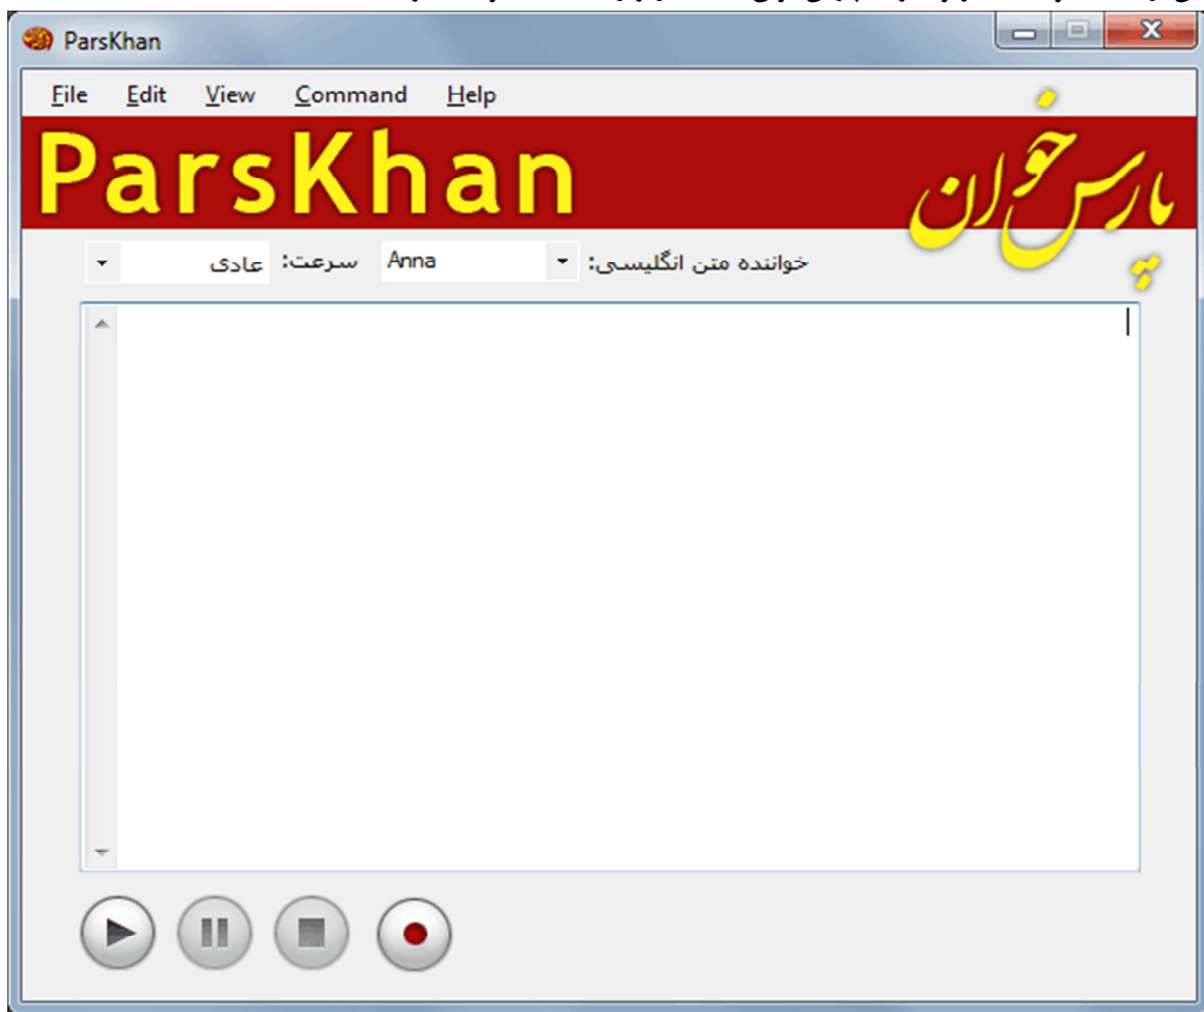 ParsKhan
File Edit View Command Help
ParsKhan پارس خوان
خواننده متن انگلیسی: Anna سرعت: عادی